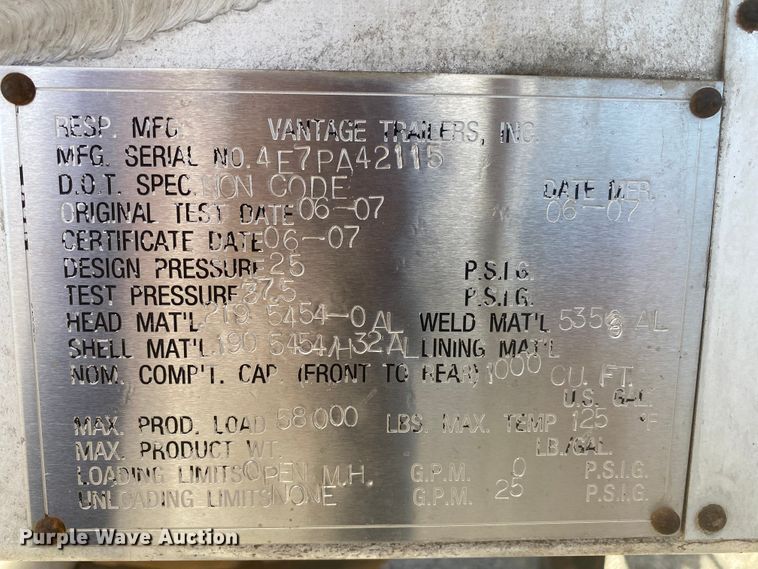 RESP. MFG. VANTAGE TRAILERS, INC.
MFG. SERIAL NO. 4E7PA42115
D.O.T. SPEC. NON CODE DATE MFR.
ORIGINAL TEST DATE 06-07 06-07
CERTIFICATE DATE 06-07
DESIGN PRESSURE 25 P.S.I.G.
TEST PRESSURE 37.5 P.S.I.G.
HEAD MAT'L .219 5454-0 AL WELD MAT'L 5356 AL
SHELL MAT'L .190 5454/H32 AL LINING MAT'L
NOM. COMP'T. CAP. (FRONT TO REAR) 1000 CU. FT.
U.S. GAL.
MAX. PROD. LOAD 58000 LBS. MAX. TEMP 125 °F
MAX. PRODUCT WT. LB./GAL.
LOADING LIMITS OPEN M.H. G.P.M. 0 P.S.I.G.
UNLOADING LIMITS NONE G.P.M. 25 P.S.I.G.
Purple Wave Auction